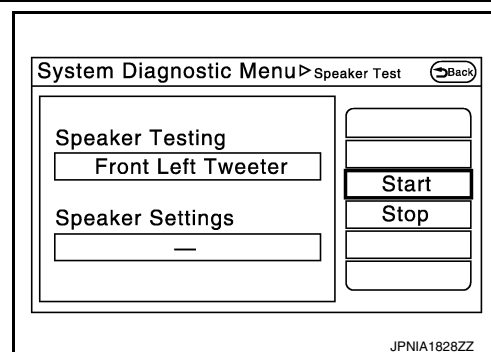 System Diagnostic Menu▷Speaker Test ⮌Back
Speaker Testing
Front Left Tweeter
Start
Speaker Settings
Stop
—
JPNIA1828ZZ